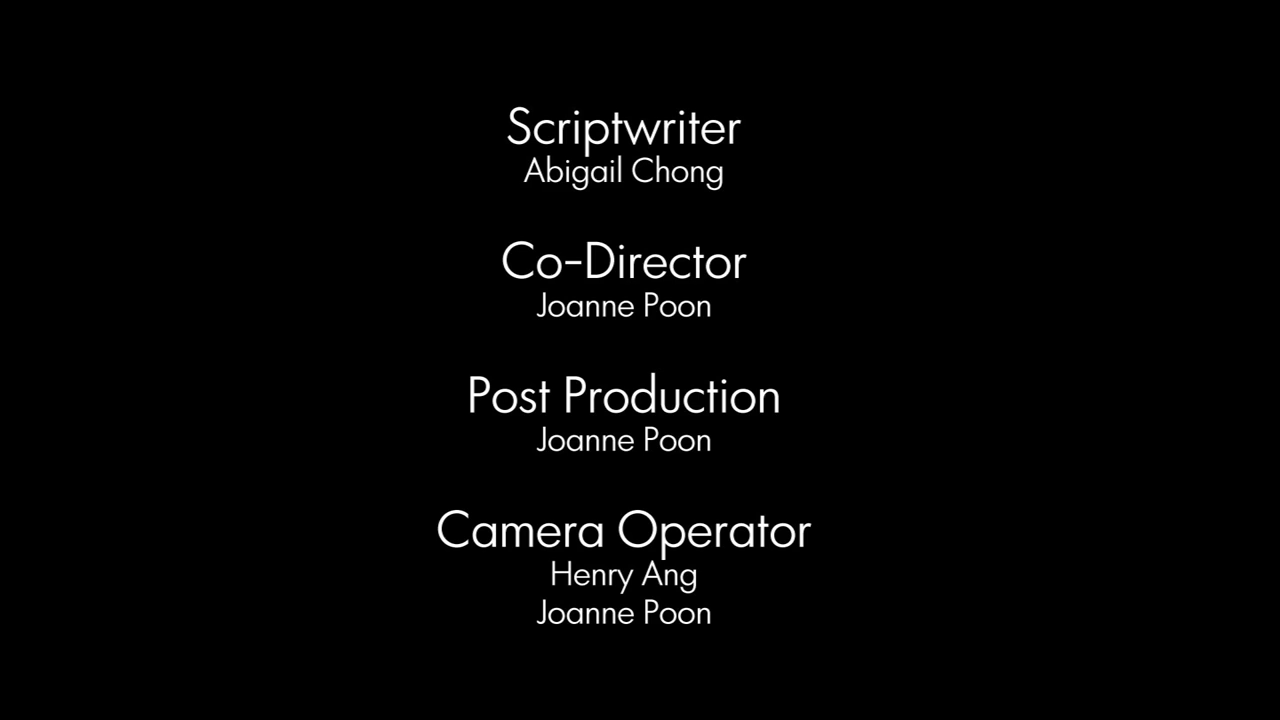 Scriptwriter
Abigail Chong
Co-Director
Joanne Poon
Post Production
Joanne Poon
Camera Operator
Henry Ang
Joanne Poon